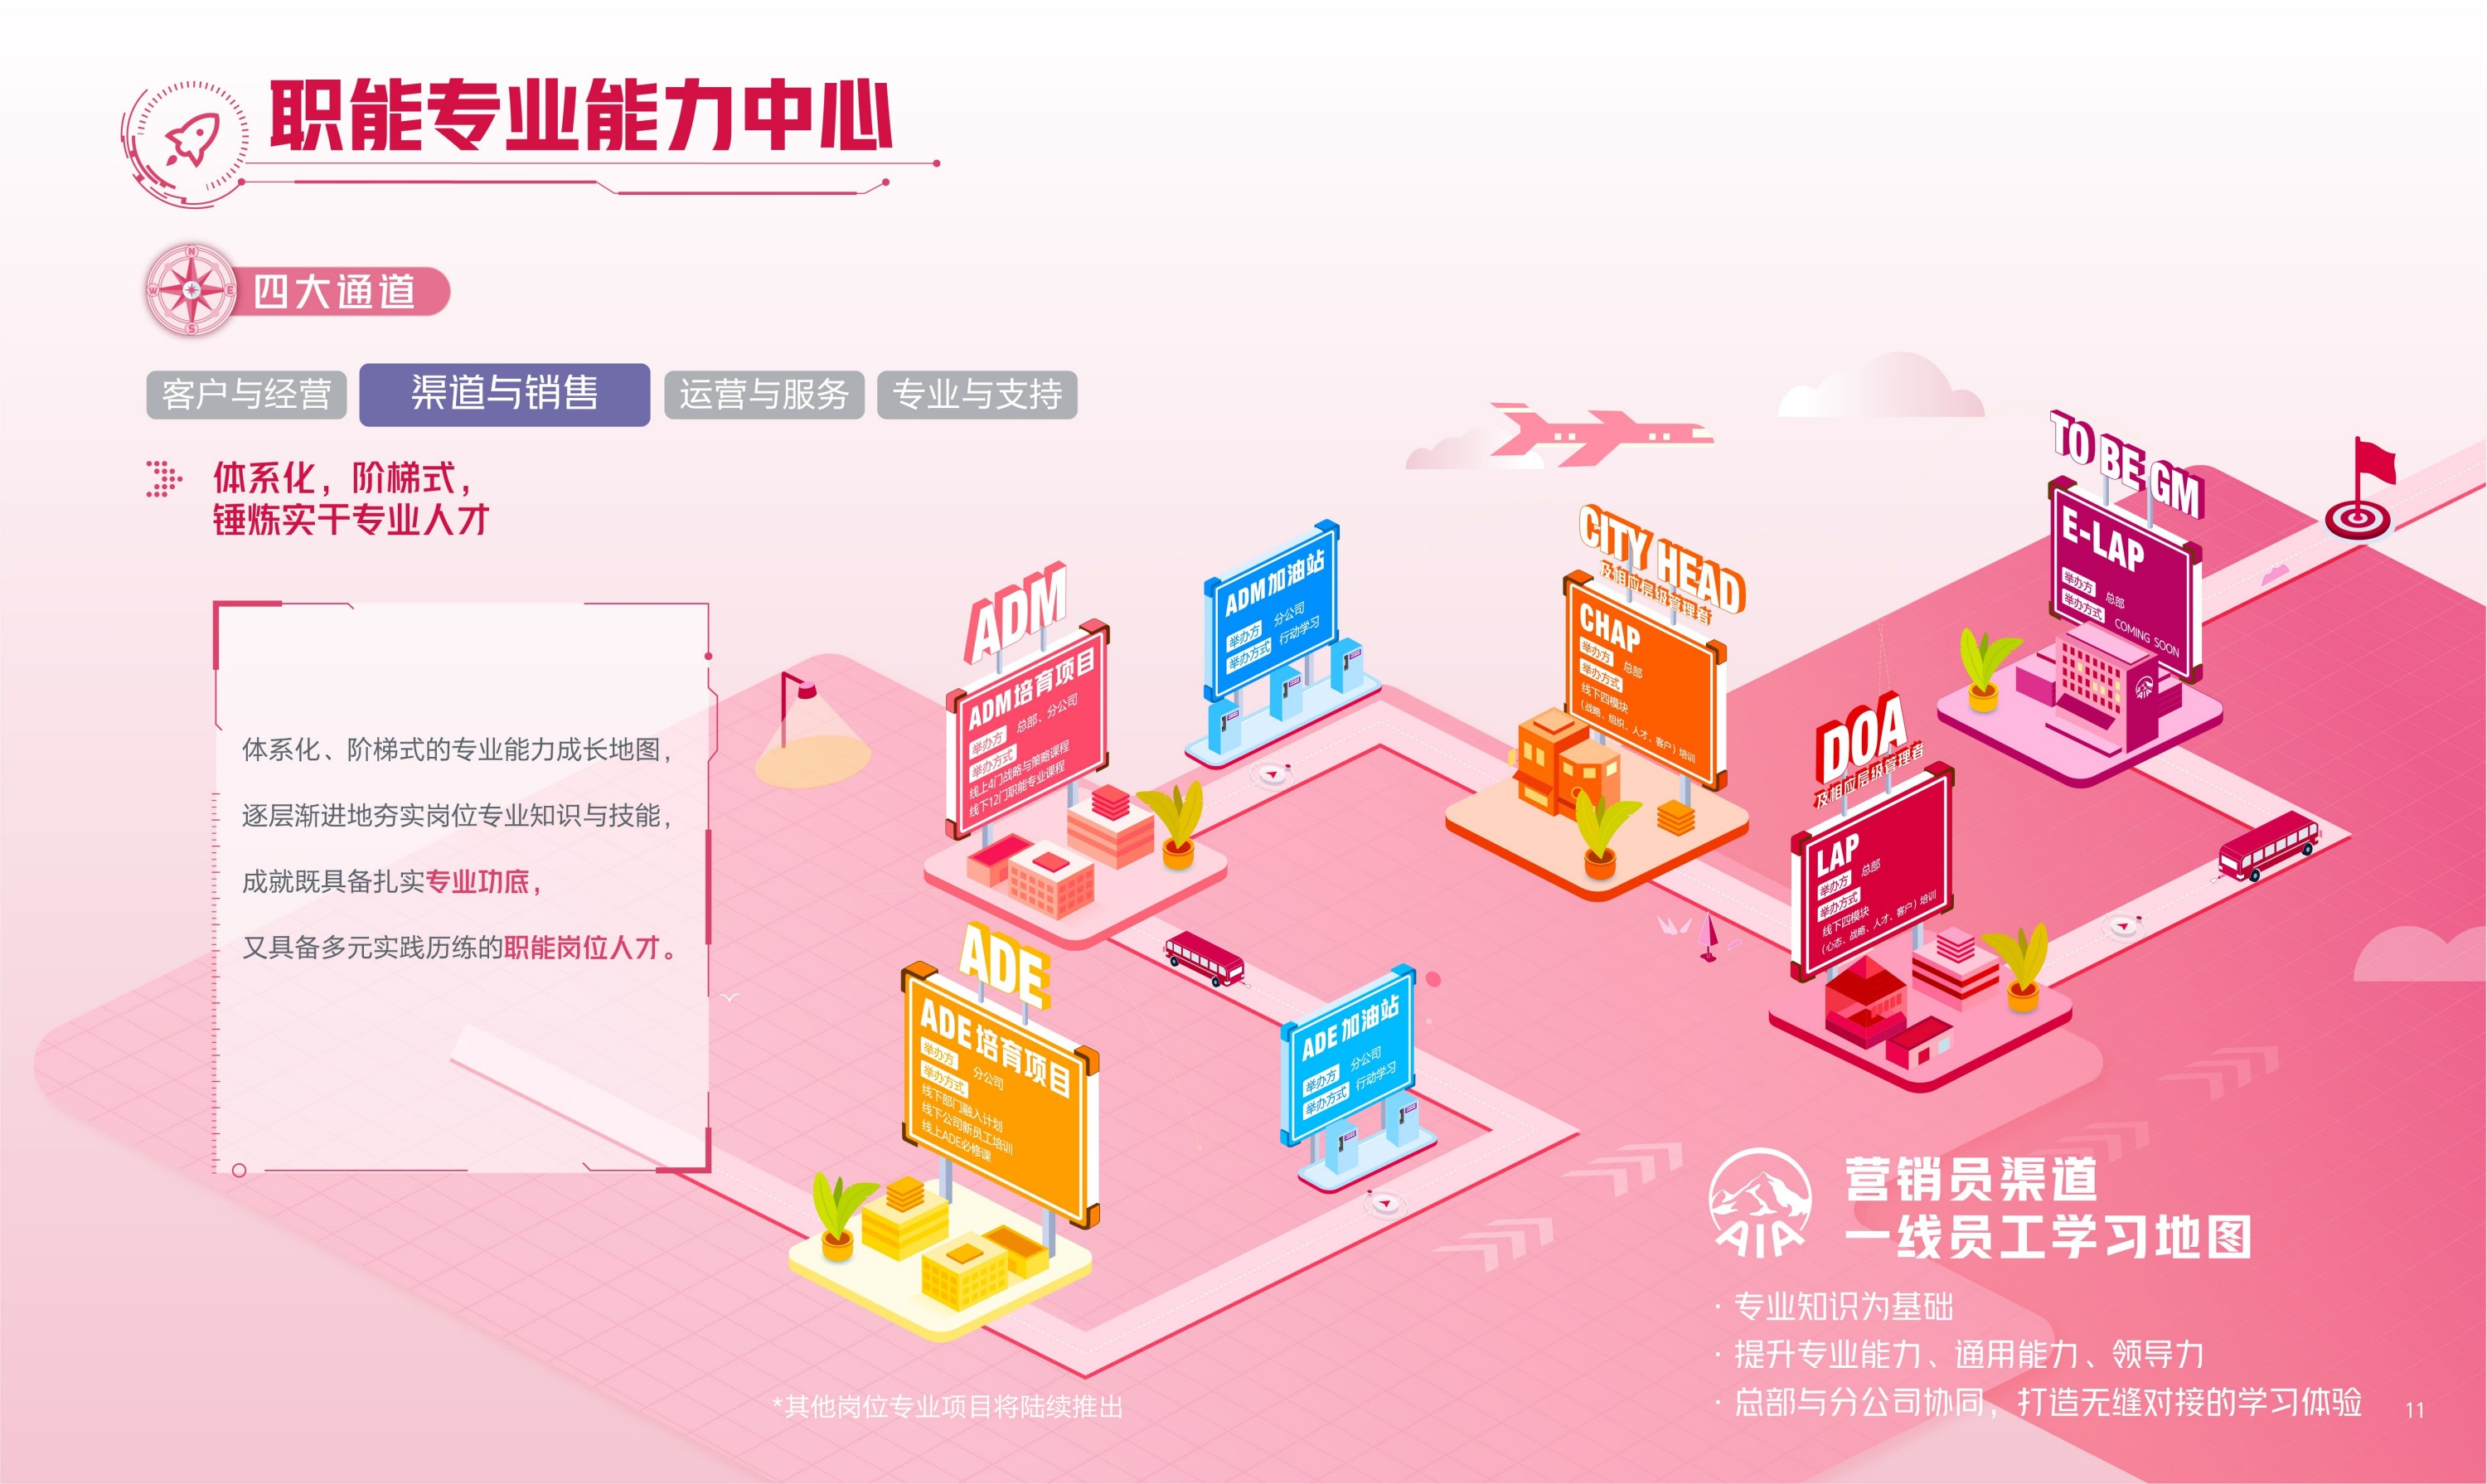 职能专业能力中心
四大通道
客户与经营
渠道与销售
运营与服务
专业与支持
体系化，阶梯式，
锤炼实干专业人才
体系化、阶梯式的专业能力成长地图，
逐层渐进地夯实岗位专业知识与技能，
成就既具备扎实专业功底，
又具备多元实践历练的职能岗位人才。
ADE
ADE培育项目
举办方 分公司
举办方式
线下部门融入计划
线下公司新员工培训
线上ADE必修课
ADE加油站
举办方 分公司
举办方式 行动学习
ADM
ADM培育项目
举办方 总部、分公司
举办方式
线上4门战略与策略课程
线下12门职能专业课程
ADM加油站
举办方 分公司
举办方式 行动学习
CITY HEAD
及相应层级管理者
CHAP
举办方 总部
举办方式
线下四模块
（战略、组织、人才、客户）培训
DOA
及相应层级管理者
LAP
举办方 总部
举办方式
线下四模块
（心态、战略、人才、客户）培训
TO BE GM
E-LAP
举办方 总部
举办方式 COMING SOON
AIA
营销员渠道
一线员工学习地图
· 专业知识为基础
· 提升专业能力、通用能力、领导力
· 总部与分公司协同，打造无缝对接的学习体验
*其他岗位专业项目将陆续推出
11
N
E
S
W